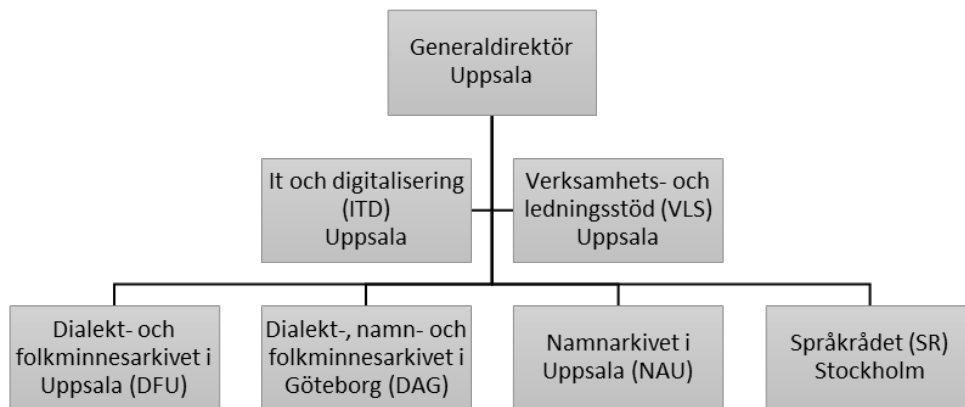 Generaldirektör
Uppsala
It och digitalisering
(ITD)
Uppsala
Verksamhets- och
ledningsstöd (VLS)
Uppsala
Dialekt- och
folkminnesarkivet i
Uppsala (DFU)
Dialekt-, namn- och
folkminnesarkivet i
Göteborg (DAG)
Namnarkivet i
Uppsala (NAU)
Språkrådet (SR)
Stockholm